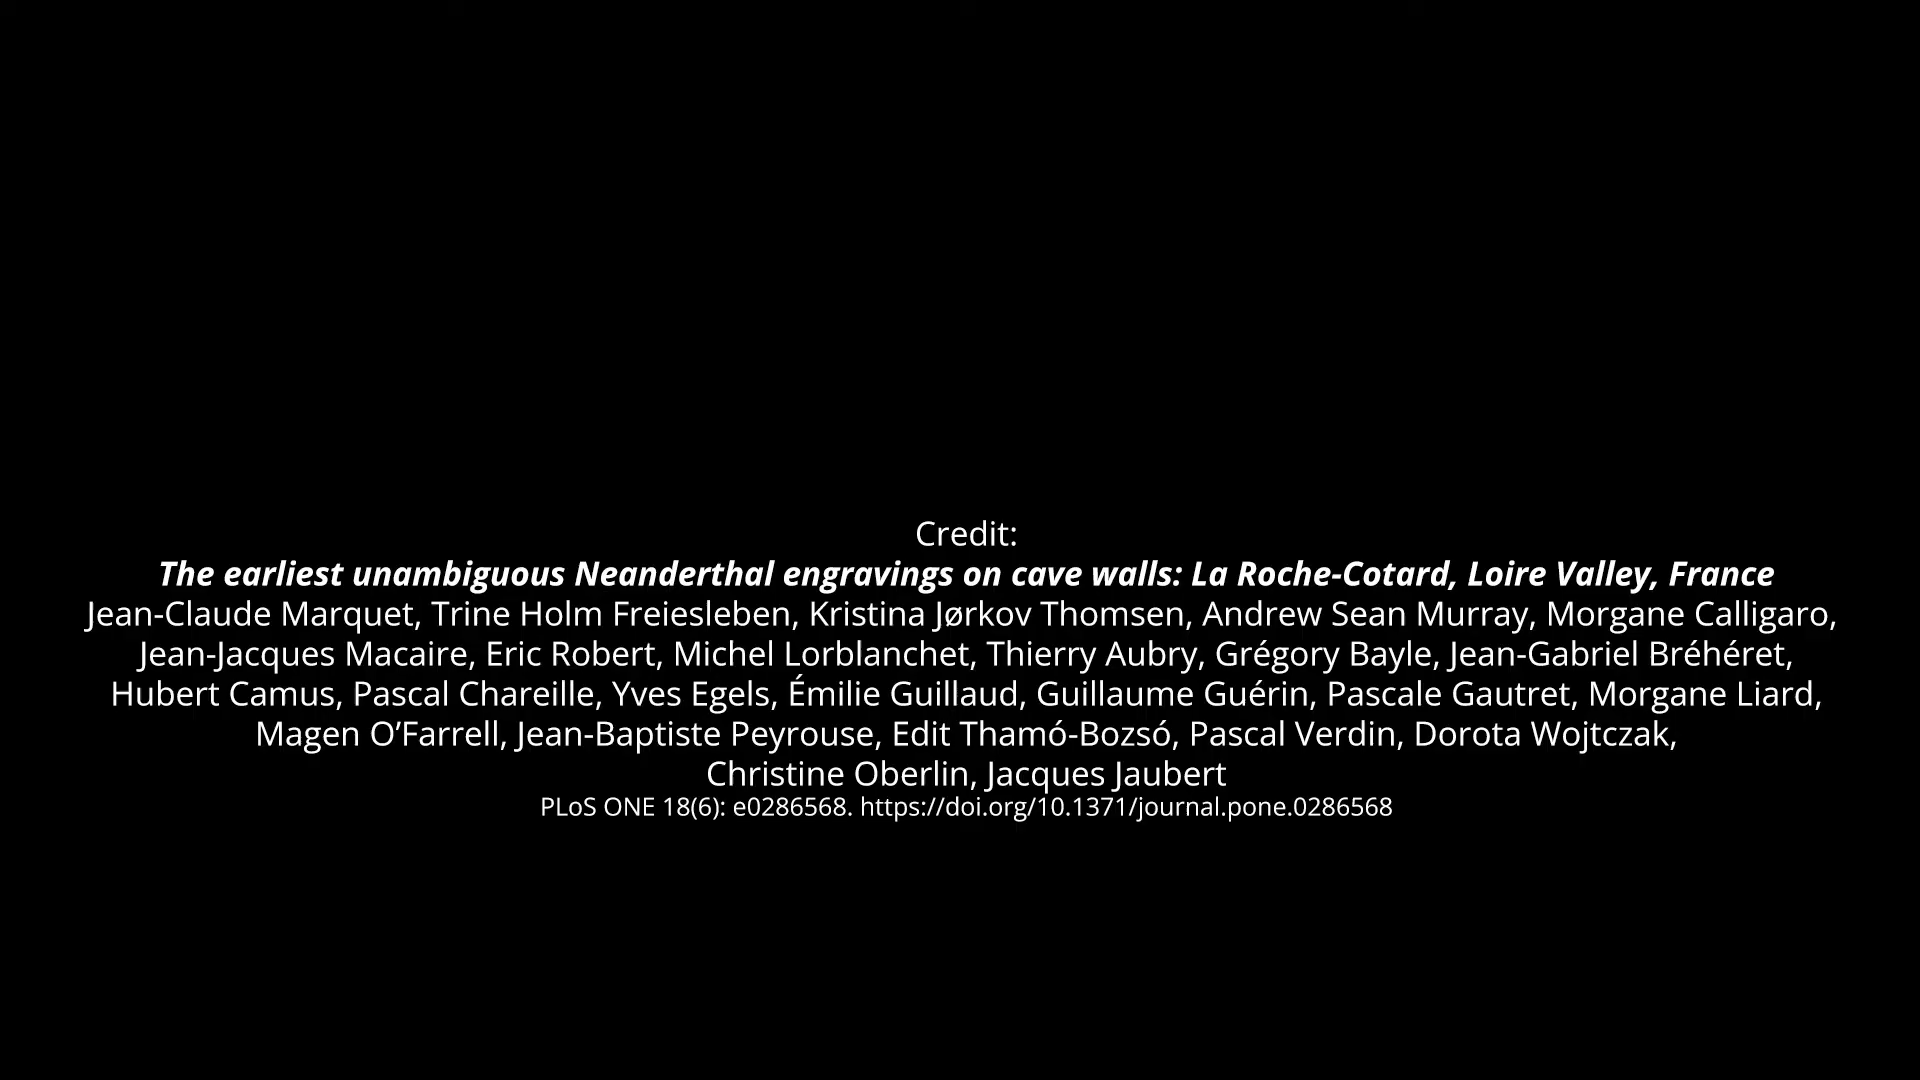 Credit:
The earliest unambiguous Neanderthal engravings on cave walls: La Roche-Cotard, Loire Valley, France
Jean-Claude Marquet, Trine Holm Freiesleben, Kristina Jørkov Thomsen, Andrew Sean Murray, Morgane Calligaro,
Jean-Jacques Macaire, Eric Robert, Michel Lorblanchet, Thierry Aubry, Grégory Bayle, Jean-Gabriel Bréhéret,
Hubert Camus, Pascal Chareille, Yves Egels, Émilie Guillaud, Guillaume Guérin, Pascale Gautret, Morgane Liard,
Magen O’Farrell, Jean-Baptiste Peyrouse, Edit Thamó-Bozsó, Pascal Verdin, Dorota Wojtczak,
Christine Oberlin, Jacques Jaubert
PLoS ONE 18(6): e0286568. https://doi.org/10.1371/journal.pone.0286568